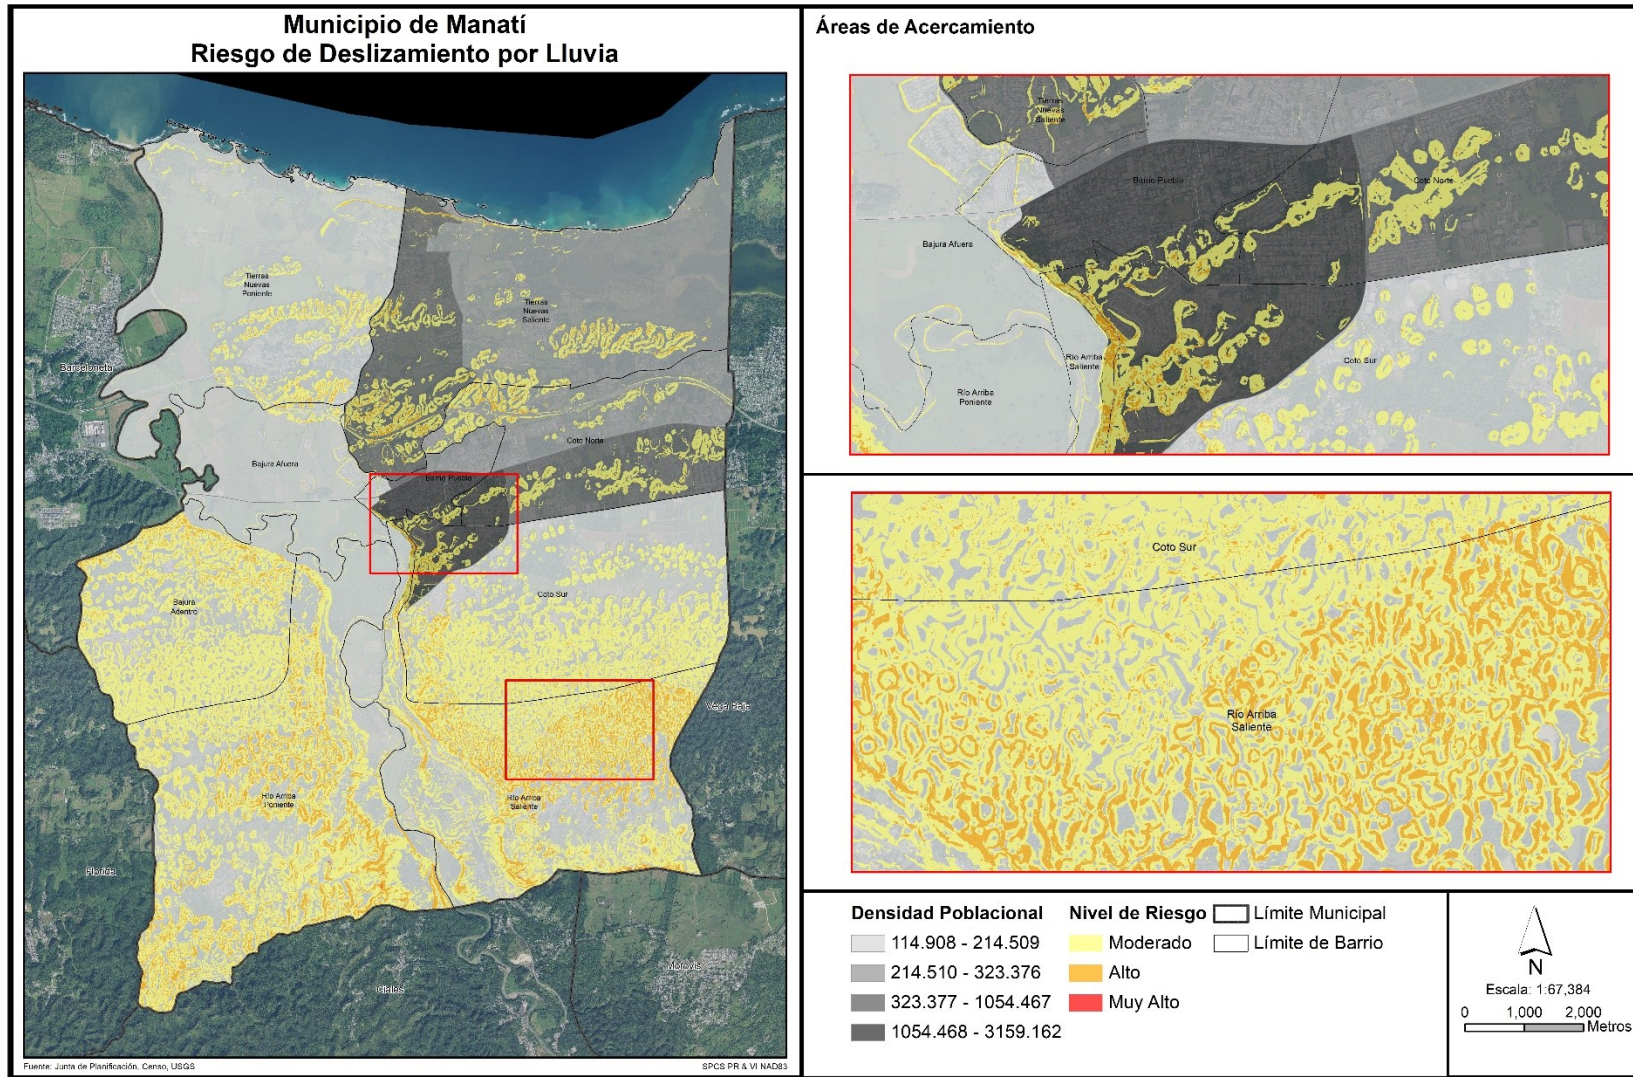 Municipio de Manatí
Riesgo de Deslizamiento por Lluvia
Barceloneta
Tierras
Nuevas
Poniente
Tierras
Nuevas
Saliente
Bajura Afuera
Coto Norte
Barrio Pueblo
Bajura
Adentro
Coto Sur
Vega Baja
Río Arriba
Poniente
Río Arriba
Saliente
Florida
Ciales
Morovis
Fuente: Junta de Planificación, Censo, USGS
SPCS PR & VI NAD83
Áreas de Acercamiento
Tierras
Nuevas
Saliente
Barrio Pueblo
Coto Norte
Bajura Afuera
Río Arriba
Saliente
Coto Sur
Río Arriba
Poniente
Coto Sur
Río Arriba
Saliente
Densidad Poblacional
114.908 - 214.509
214.510 - 323.376
323.377 - 1054.467
1054.468 - 3159.162
Nivel de Riesgo
Moderado
Alto
Muy Alto
Límite Municipal
Límite de Barrio
N
Escala: 1:67,384
0 1,000 2,000
Metros